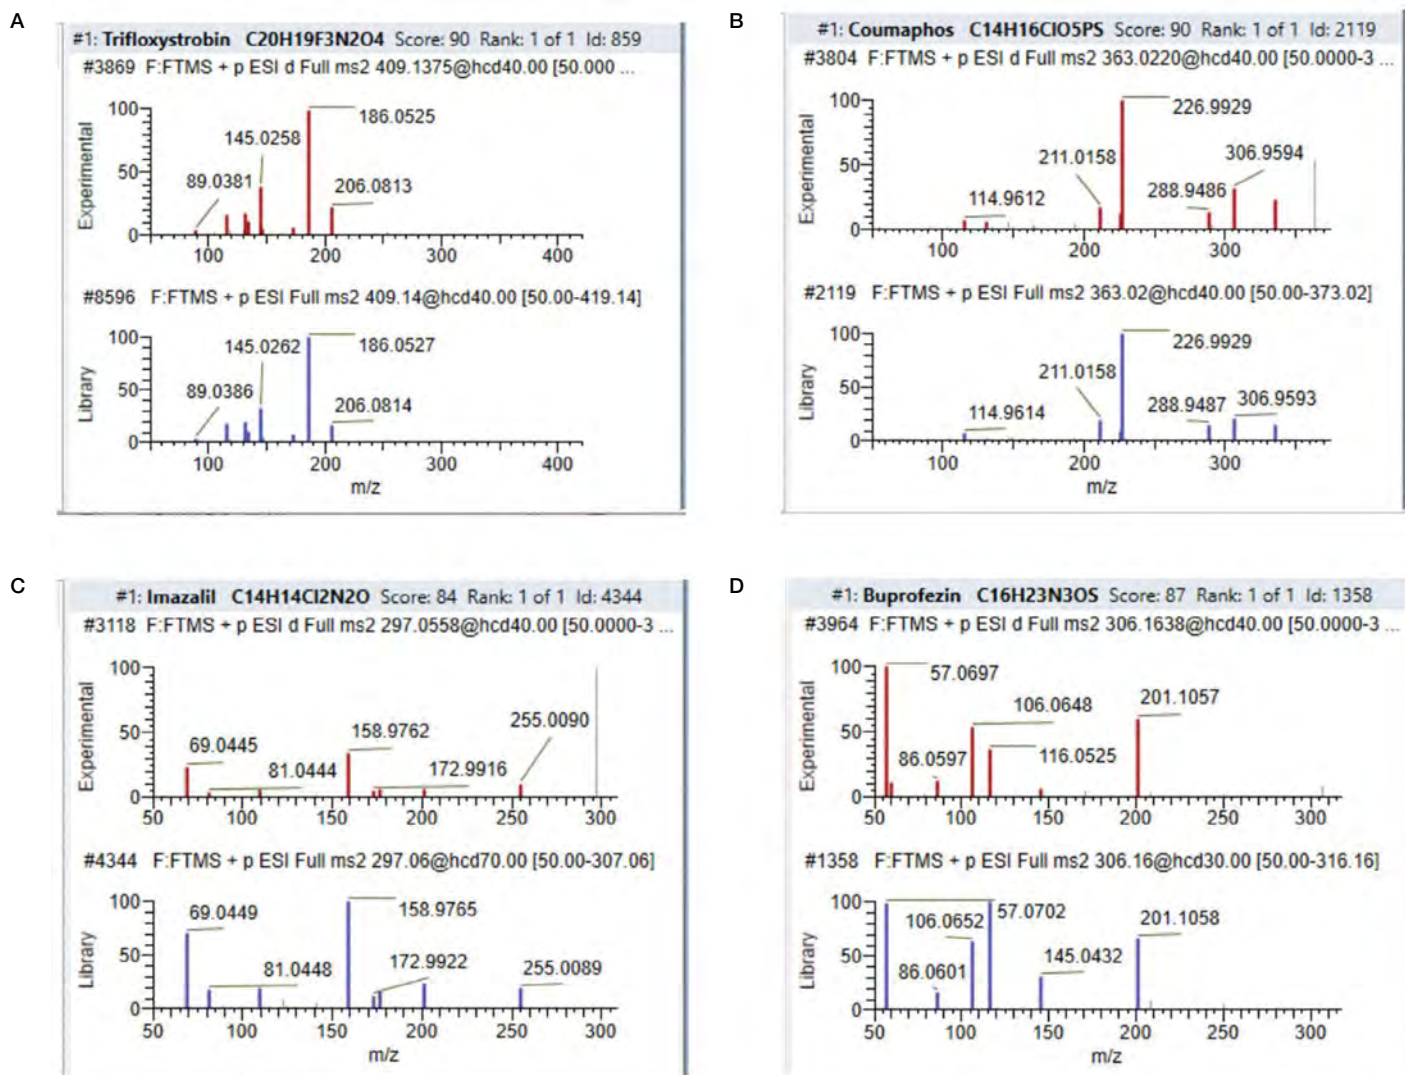 A
#1: Trifloxystrobin C20H19F3N2O4 Score: 90 Rank: 1 of 1 Id: 859
#3869 F:FTMS + p ESI d Full ms2 409.1375@hcd40.00 [50.000 ...
Experimental
100
50
0
186.0525
145.0258
89.0381
206.0813
100 200 300 400
#8596 F:FTMS + p ESI Full ms2 409.14@hcd40.00 [50.00-419.14]
Library
100
50
0
145.0262
186.0527
89.0386
206.0814
100 200 300 400
m/z
B
#1: Coumaphos C14H16ClO5PS Score: 90 Rank: 1 of 1 Id: 2119
#3804 F:FTMS + p ESI d Full ms2 363.0220@hcd40.00 [50.0000-3 ...
Experimental
100
50
0
226.9929
211.0158
306.9594
114.9612
288.9486
100 200 300
#2119 F:FTMS + p ESI Full ms2 363.02@hcd40.00 [50.00-373.02]
Library
100
50
0
226.9929
211.0158
114.9614
288.9487
306.9593
100 200 300
m/z
C
#1: Imazalil C14H14Cl2N2O Score: 84 Rank: 1 of 1 Id: 4344
#3118 F:FTMS + p ESI d Full ms2 297.0558@hcd40.00 [50.0000-3 ...
Experimental
100
50
0
69.0445
158.9762
255.0090
81.0444
172.9916
50 100 150 200 250 300
#4344 F:FTMS + p ESI Full ms2 297.06@hcd70.00 [50.00-307.06]
Library
100
50
0
69.0449
158.9765
81.0448
172.9922
255.0089
50 100 150 200 250 300
m/z
D
#1: Buprofezin C16H23N3OS Score: 87 Rank: 1 of 1 Id: 1358
#3964 F:FTMS + p ESI d Full ms2 306.1638@hcd40.00 [50.0000-3 ...
Experimental
100
50
0
57.0697
106.0648
201.1057
86.0597
116.0525
50 100 150 200 250 300
#1358 F:FTMS + p ESI Full ms2 306.16@hcd30.00 [50.00-316.16]
Library
100
50
0
106.0652
57.0702
201.1058
86.0601
145.0432
50 100 150 200 250 300
m/z